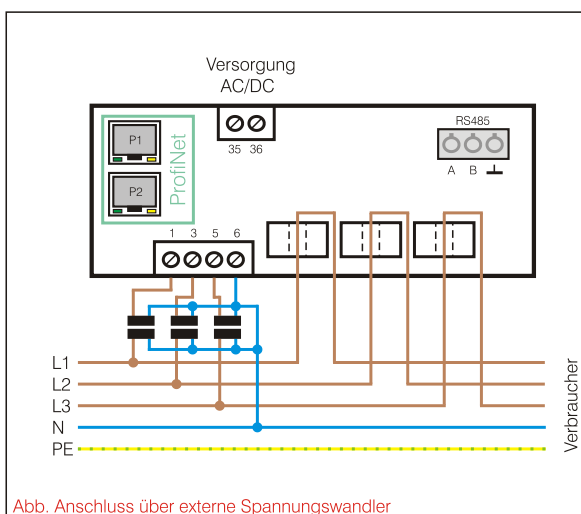 Versorgung
AC/DC
P1
P2
ProfiNet
35 36
RS485
A B
1 3 5 6
L1
L2
L3
N
PE
Verbraucher
Abb. Anschluss über externe Spannungswandler